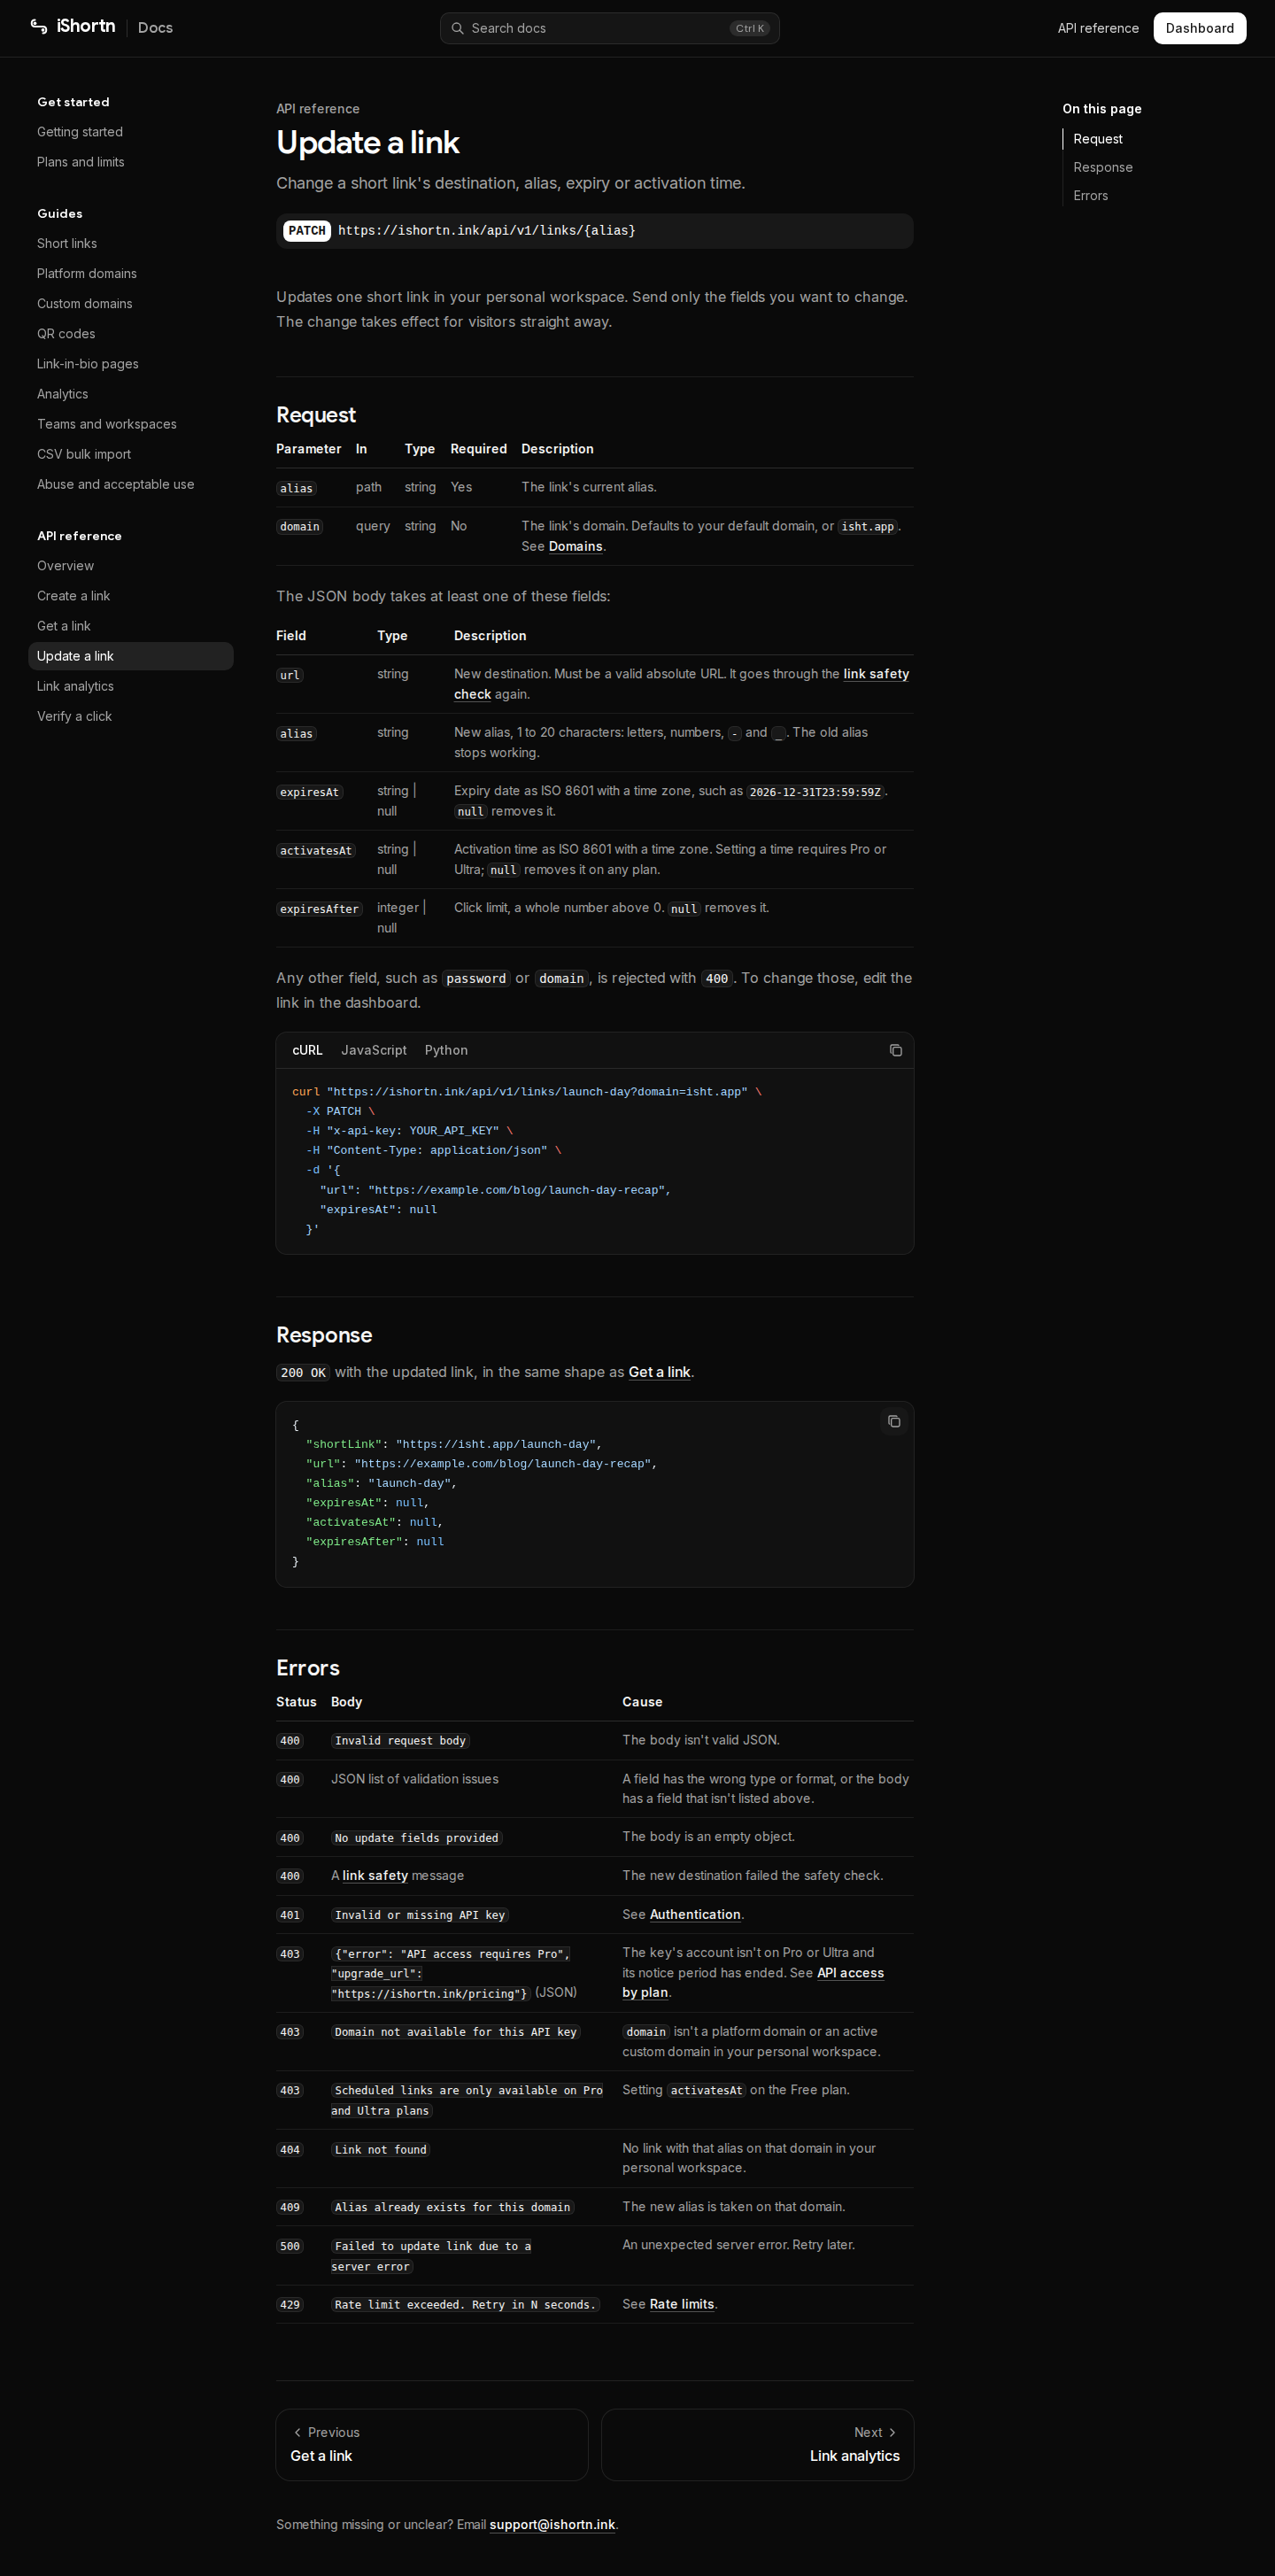 iShortn
Docs
Search docs
Ctrl K
API reference
Dashboard
Get started
Getting started
Plans and limits
Guides
Short links
Platform domains
Custom domains
QR codes
Link-in-bio pages
Analytics
Teams and workspaces
CSV bulk import
Abuse and acceptable use
API reference
Overview
Create a link
Get a link
Update a link
Link analytics
Verify a click
API reference
Update a link
Change a short link's destination, alias, expiry or activation time.
PATCH https://ishortn.ink/api/v1/links/{alias}
Updates one short link in your personal workspace. Send only the fields you want to change.
The change takes effect for visitors straight away.
Request
Parameter In Type Required Description
alias path string Yes The link's current alias.
domain query string No The link's domain. Defaults to your default domain, or isht.app.
See Domains.
The JSON body takes at least one of these fields:
Field Type Description
url string New destination. Must be a valid absolute URL. It goes through the link safety
check again.
alias string New alias, 1 to 20 characters: letters, numbers, - and _. The old alias
stops working.
expiresAt string | Expiry date as ISO 8601 with a time zone, such as 2026-12-31T23:59:59Z.
null null removes it.
activatesAt string | Activation time as ISO 8601 with a time zone. Setting a time requires Pro or
null Ultra; null removes it on any plan.
expiresAfter integer | Click limit, a whole number above 0. null removes it.
null
Any other field, such as password or domain, is rejected with 400. To change those, edit the
link in the dashboard.
cURL JavaScript Python
curl "https://ishortn.ink/api/v1/links/launch-day?domain=isht.app" \
-X PATCH \
-H "x-api-key: YOUR_API_KEY" \
-H "Content-Type: application/json" \
-d '{
"url": "https://example.com/blog/launch-day-recap",
"expiresAt": null
}'
Response
200 OK with the updated link, in the same shape as Get a link.
{
"shortLink": "https://isht.app/launch-day",
"url": "https://example.com/blog/launch-day-recap",
"alias": "launch-day",
"expiresAt": null,
"activatesAt": null,
"expiresAfter": null
}
Errors
Status Body Cause
400 Invalid request body The body isn't valid JSON.
400 JSON list of validation issues A field has the wrong type or format, or the body
has a field that isn't listed above.
400 No update fields provided The body is an empty object.
400 A link safety message The new destination failed the safety check.
401 Invalid or missing API key See Authentication.
403 {"error": "API access requires Pro", The key's account isn't on Pro or Ultra and
"upgrade_url": its notice period has ended. See API access
"https://ishortn.ink/pricing"} (JSON) by plan.
403 Domain not available for this API key domain isn't a platform domain or an active
custom domain in your personal workspace.
403 Scheduled links are only available on Pro Setting activatesAt on the Free plan.
and Ultra plans
404 Link not found No link with that alias on that domain in your
personal workspace.
409 Alias already exists for this domain The new alias is taken on that domain.
500 Failed to update link due to a An unexpected server error. Retry later.
server error
429 Rate limit exceeded. Retry in N seconds. See Rate limits.
Previous
Get a link
Next
Link analytics
Something missing or unclear? Email support@ishortn.ink.
On this page
Request
Response
Errors